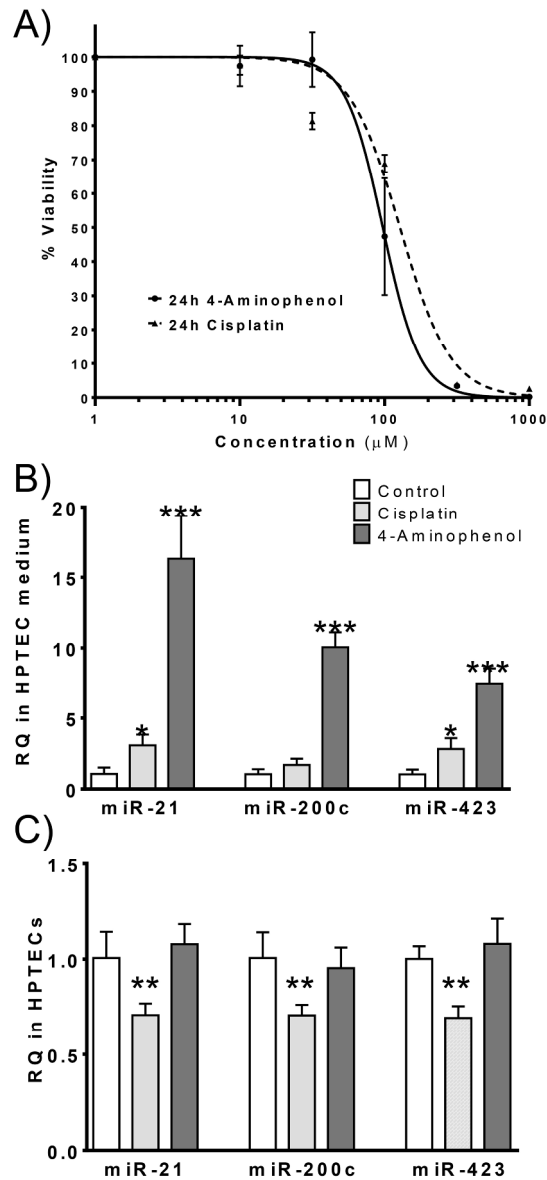 A)
100
90
80
70
60
50
40
30
20
10
0
% Viability
24h 4-Aminophenol
24h Cisplatin
1 10 100 1000
Concentration (μM)
B)
Control
Cisplatin
4-Aminophenol
20
15
10
5
0
RQ in HPTEC medium
* *** *** * ***
miR-21 miR-200c miR-423
C)
1.5
1.0
0.5
0.0
RQ in HPTECs
** ** **
miR-21 miR-200c miR-423